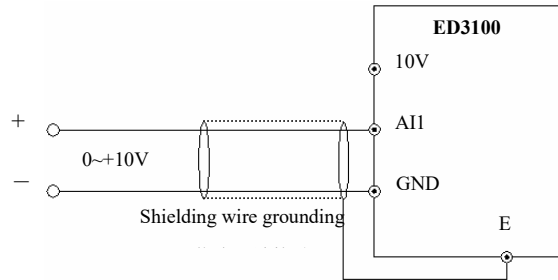 ED3100
10V
+
AI1
0~+10V
−
GND
Shielding wire grounding
E